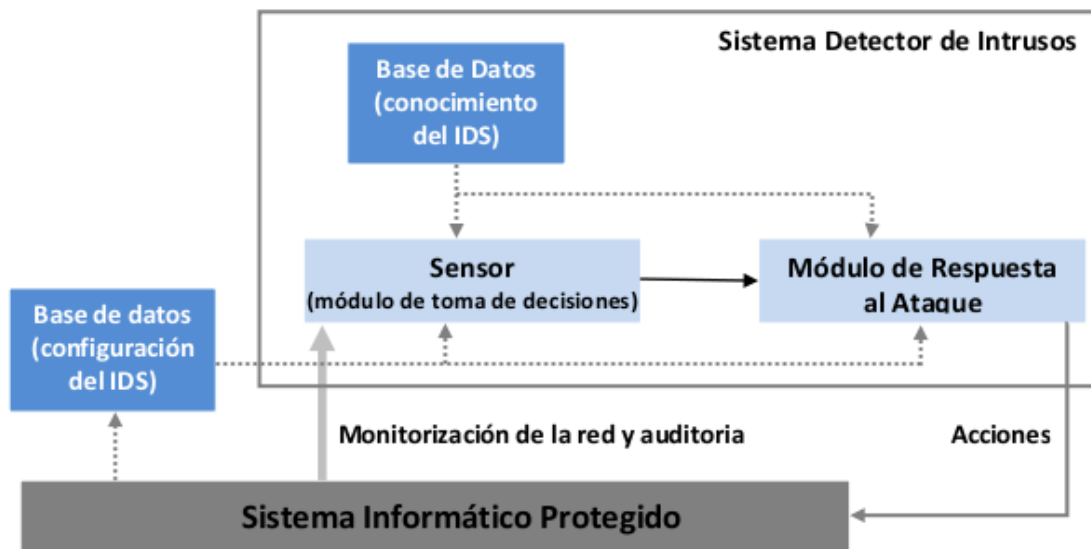 Sistema Detector de Intrusos
Base de Datos
(conocimiento
del IDS)
Sensor
(módulo de toma de decisiones)
Módulo de Respuesta
al Ataque
Base de datos
(configuración
del IDS)
Monitorización de la red y auditoria
Acciones
Sistema Informático Protegido